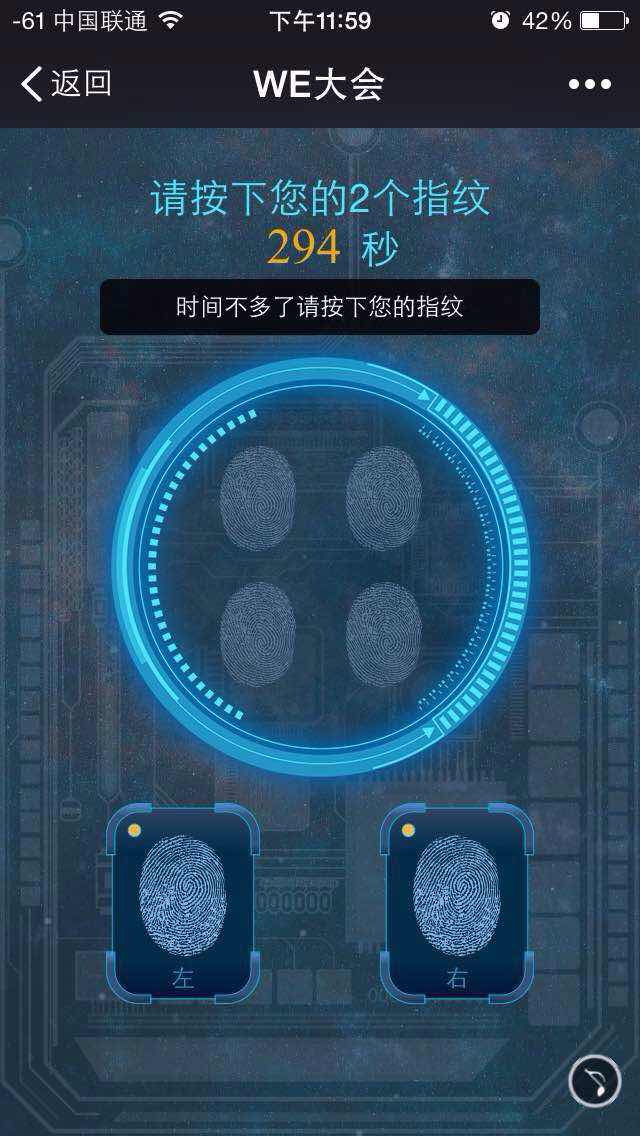 -61 中国联通 下午11:59 42%
返回 WE大会
请按下您的2个指纹
294 秒
时间不多了请按下您的指纹
左 右